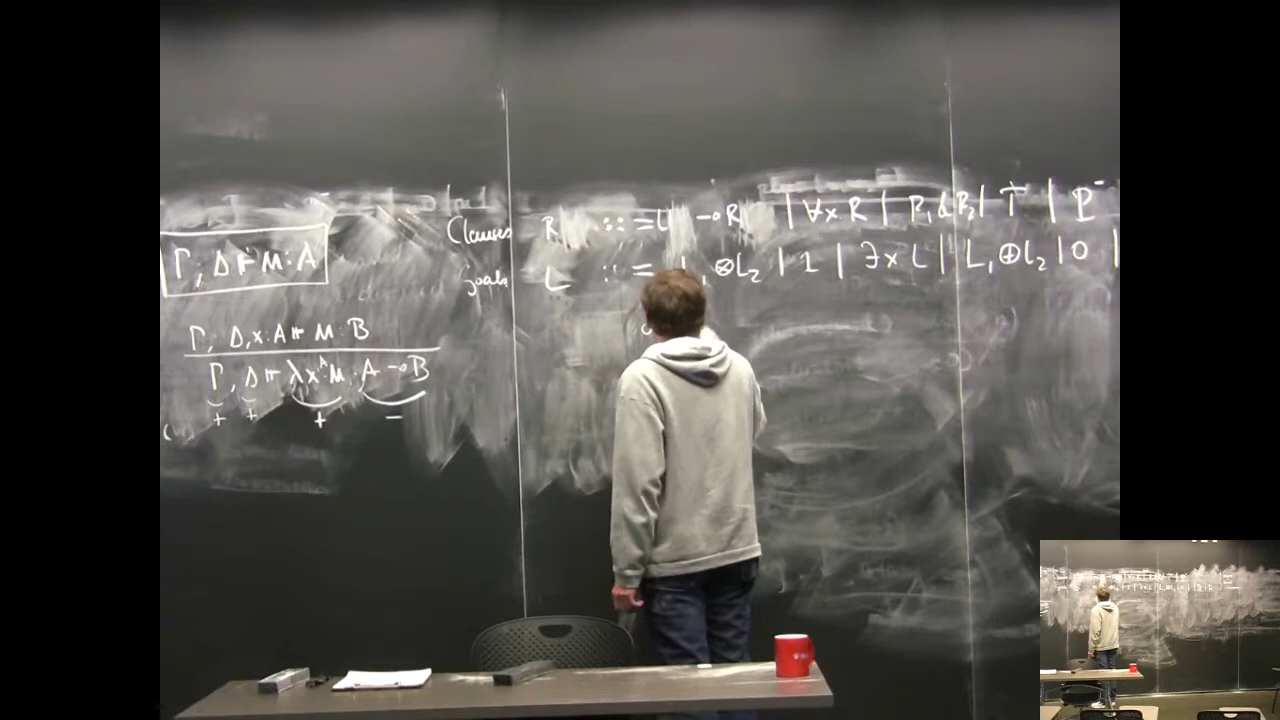 Clauses R ::= L ⊸ R | ∀x R | R₁ & R₂ | ⊤ | P⁻
Goals L ::= L₁ ⊗ L₂ | 1 | ∃x L | L₁ ⊕ L₂ | 0 |
Γ; Δ ⊩ M : A
Γ; Δ, x:A ⊩ M : B
Γ, Δ ⊩ λx^A. M : A ⊸ B
+ + + −